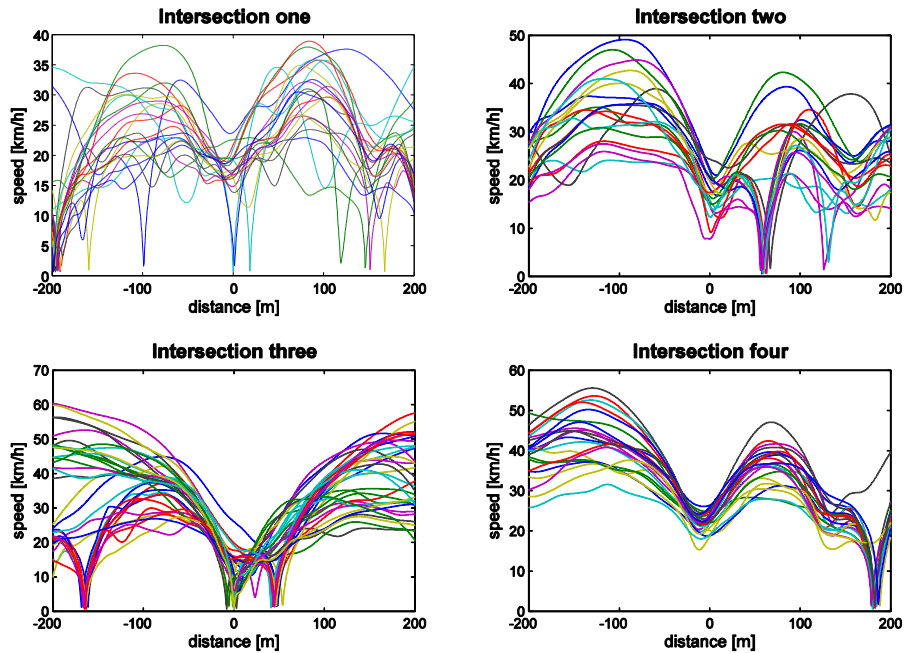 Intersection one
40
35
30
25
20
15
10
5
0
speed [km/h]
-200 -100 0 100 200
distance [m]
Intersection two
50
40
30
20
10
0
speed [km/h]
-200 -100 0 100 200
distance [m]
Intersection three
70
60
50
40
30
20
10
0
speed [km/h]
-200 -100 0 100 200
distance [m]
Intersection four
60
50
40
30
20
10
0
speed [km/h]
-200 -100 0 100 200
distance [m]